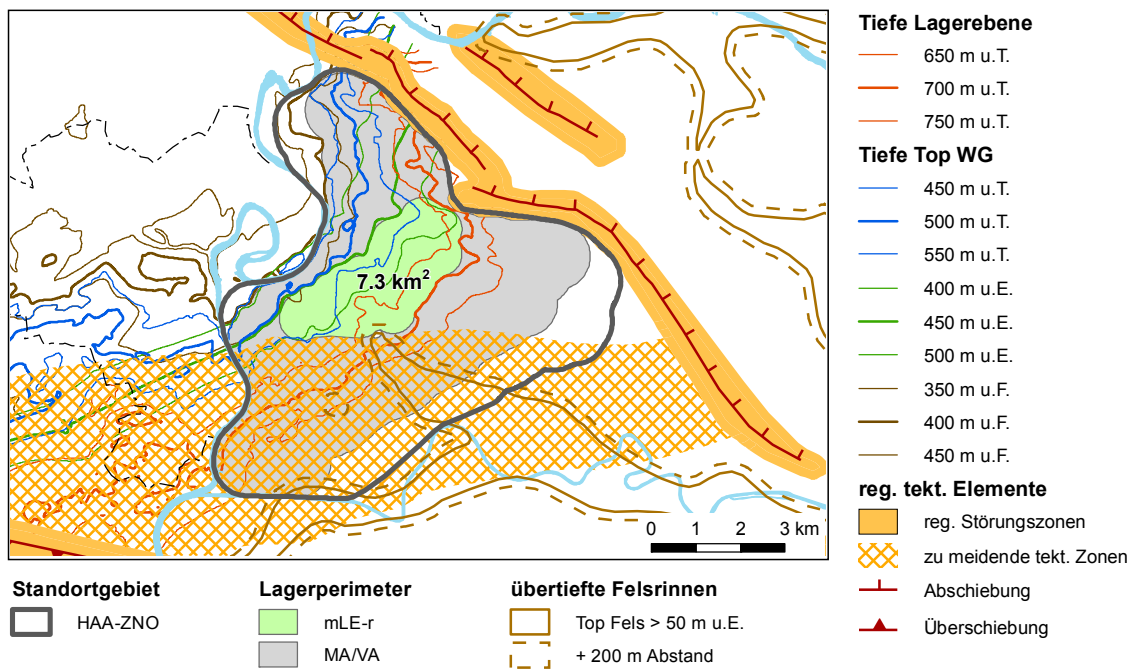 7.3 km²
0 1 2 3 km
Tiefe Lagerebene
650 m u.T.
700 m u.T.
750 m u.T.
Tiefe Top WG
450 m u.T.
500 m u.T.
550 m u.T.
400 m u.E.
450 m u.E.
500 m u.E.
350 m u.F.
400 m u.F.
450 m u.F.
reg. tekt. Elemente
reg. Störungszonen
zu meidende tekt. Zonen
Abschiebung
Überschiebung
Standortgebiet
HAA-ZNO
Lagerperimeter
mLE-r
MA/VA
übertiefte Felsrinnen
Top Fels > 50 m u.E.
+ 200 m Abstand